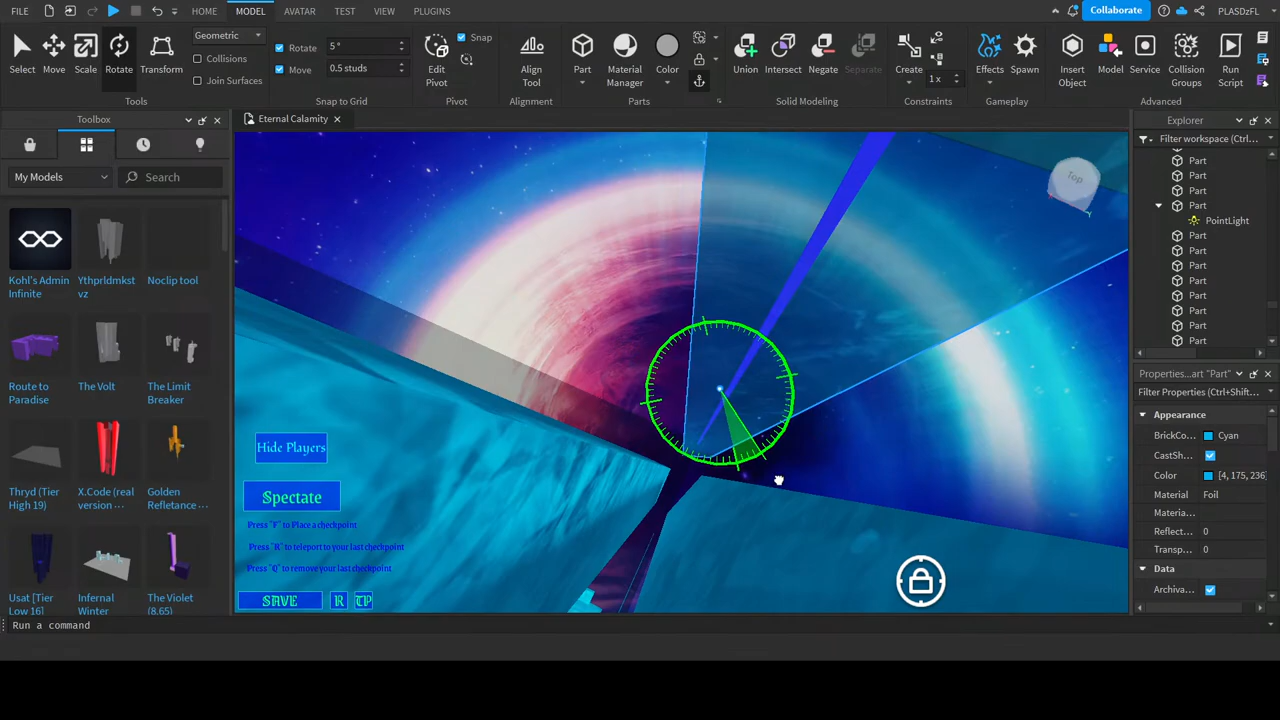 FILE
HOME
MODEL
AVATAR
TEST
VIEW
PLUGINS
Collaborate
PLASDzFL
Select
Move
Scale
Rotate
Transform
Geometric
Collisions
Join Surfaces
Tools
Rotate
5 °
Move
0.5 studs
Snap to Grid
Edit
Pivot
Snap
Pivot
Align
Tool
Alignment
Part
Material
Manager
Color
Parts
Union
Intersect
Negate
Separate
Solid Modeling
Create
1 x
Constraints
Effects
Spawn
Gameplay
Insert
Object
Model
Service
Collision
Groups
Run
Script
Advanced
Toolbox
My Models
Search
Kohl's Admin
Infinite
Ythprldmkst
vz
Noclip tool
Route to
Paradise
The Volt
The Limit
Breaker
Thryd (Tier
High 19)
X.Code (real
version ...
Golden
Refletance ...
Usat [Tier
Low 16]
Infernal
Winter
The Violet
(8.65)
Eternal Calamity
Top
Hide Players
Spectate
Press "F" to Place a checkpoint
Press "R" to teleport to your last checkpoint
Press "Q" to remove your last checkpoint
SAVE
R
TP
Explorer
Filter workspace (Ctrl+...
Part
Part
Part
Part
PointLight
Part
Part
Part
Part
Part
Part
Part
Part
Properties...art "Part"
Filter Properties (Ctrl+Shift...
Appearance
BrickCo...
Cyan
CastSh...
Color
[4, 175, 236]
Material
Foil
Materia...
Reflect...
0
Transp...
0
Data
Archiva...
Run a command